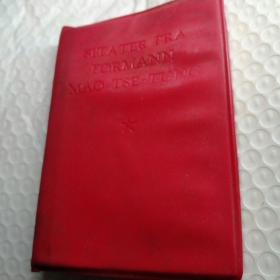 SITATER FRA
FORMANN
MAO TSE-TUNG